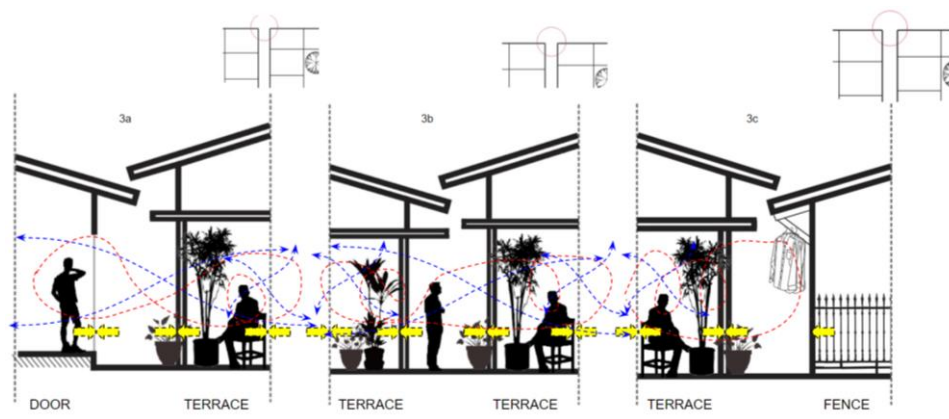 3a
3b
3c
DOOR
TERRACE
TERRACE
TERRACE
TERRACE
FENCE